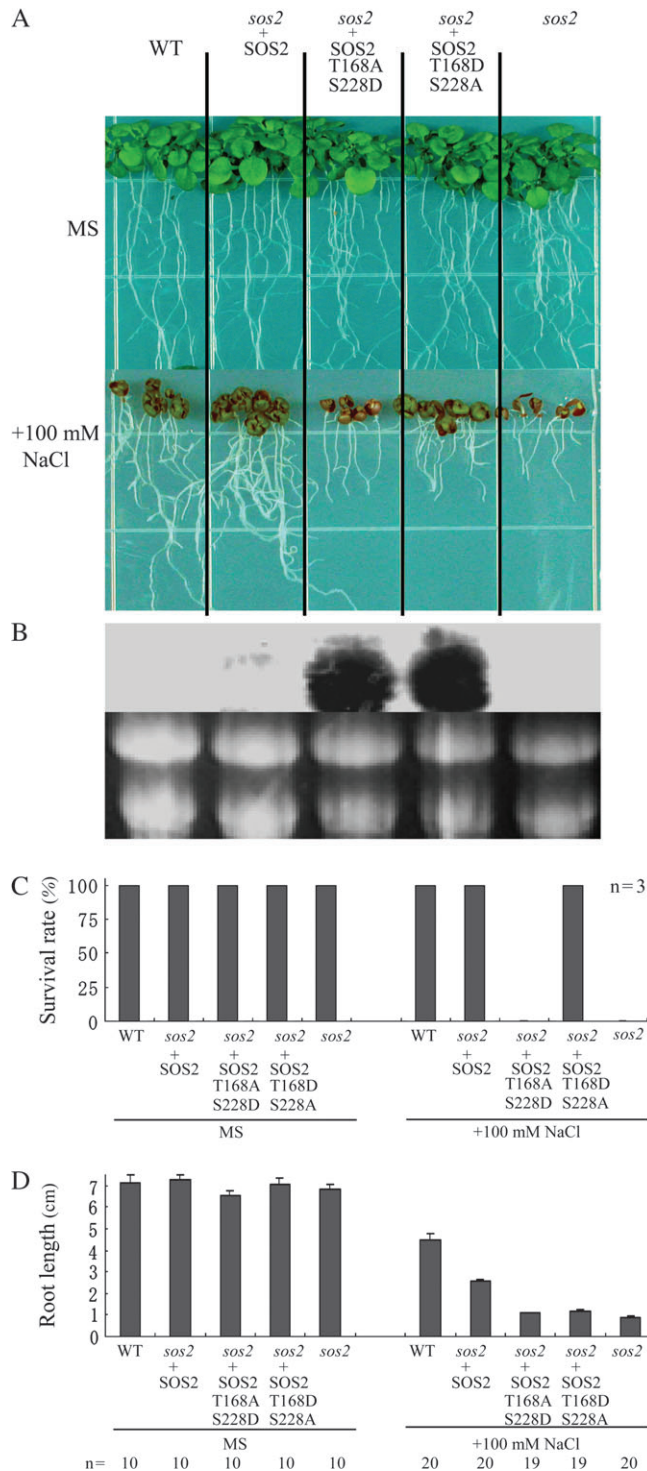 A
WT
sos2
+
SOS2
sos2
+
SOS2
T168A
S228D
sos2
+
SOS2
T168D
S228A
sos2
MS
+100 mM
NaCl
B
C
Survival rate (%)
100
75
50
25
0
n=3
WT
sos2
+
SOS2
sos2
+
SOS2
T168A
S228D
sos2
+
SOS2
T168D
S228A
sos2
MS
WT
sos2
+
SOS2
sos2
+
SOS2
T168A
S228D
sos2
+
SOS2
T168D
S228A
sos2
+100 mM NaCl
D
Root length (cm)
7
6
5
4
3
2
1
0
WT
sos2
+
SOS2
sos2
+
SOS2
T168A
S228D
sos2
+
SOS2
T168D
S228A
sos2
MS
WT
sos2
+
SOS2
sos2
+
SOS2
T168A
S228D
sos2
+
SOS2
T168D
S228A
sos2
+100 mM NaCl
n= 10 10 10 10 10 20 20 19 19 20